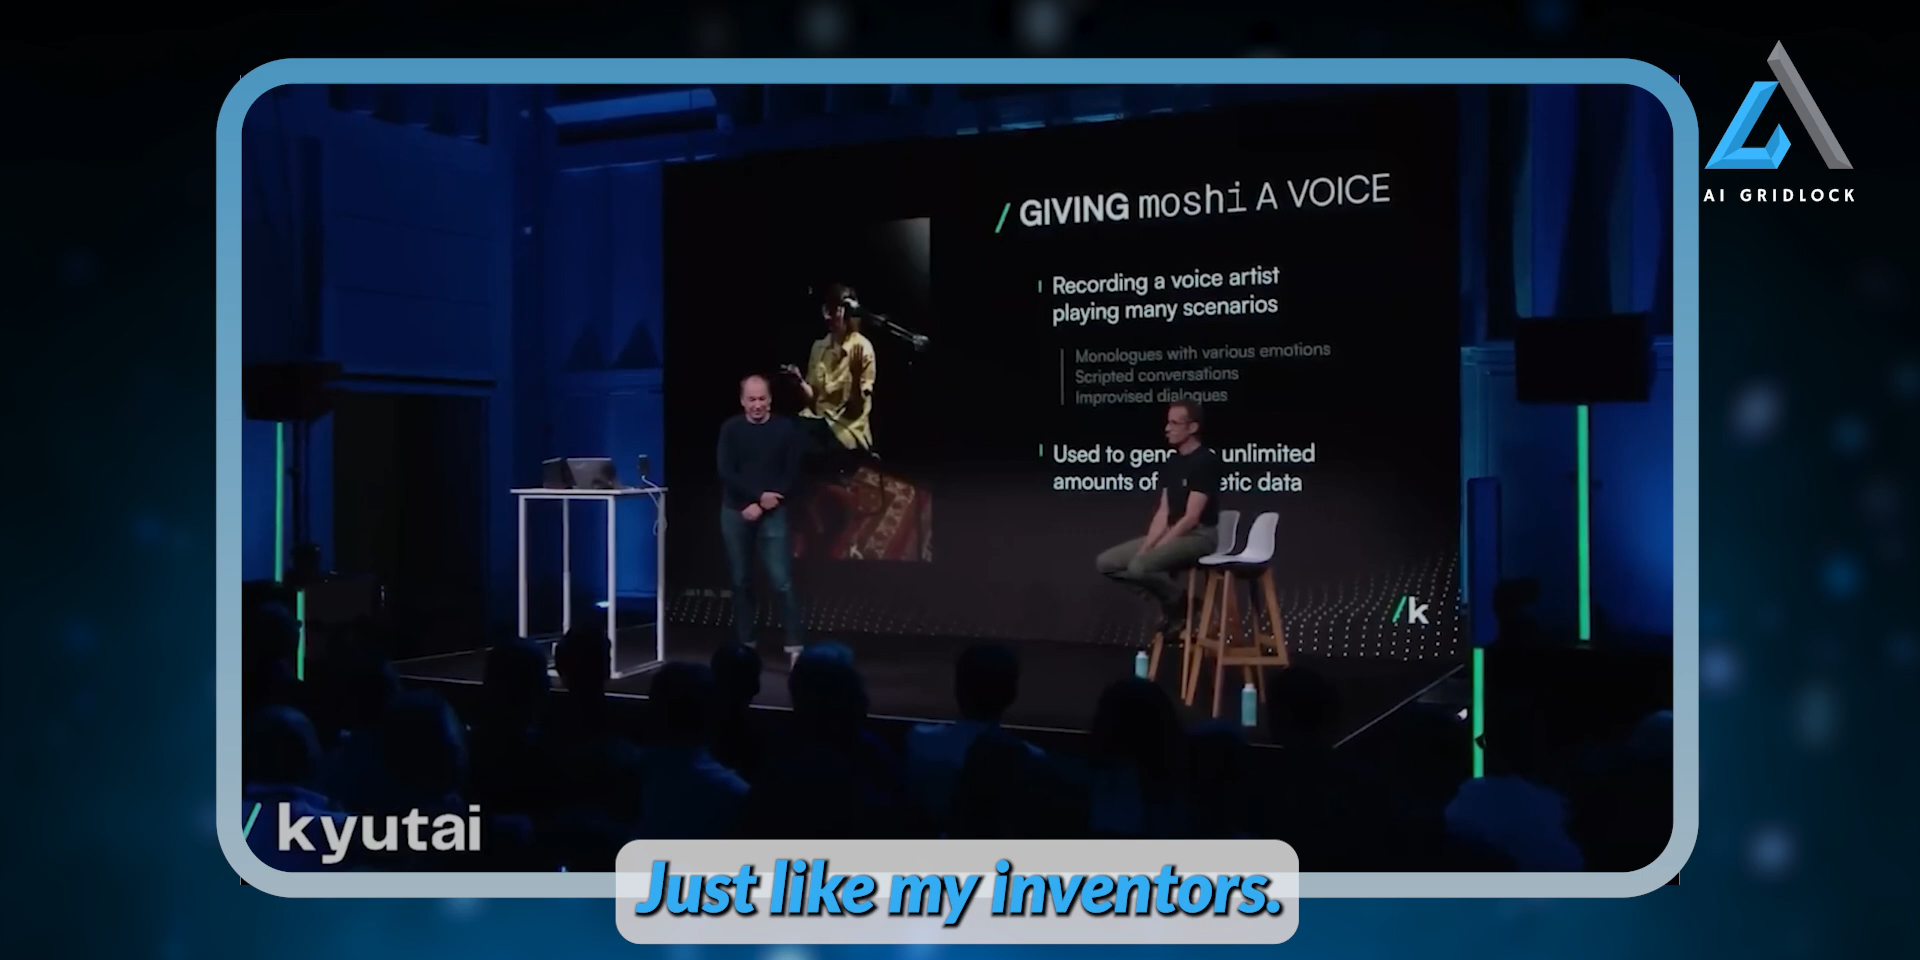 AI GRIDLOCK
/ GIVING moshi A VOICE
Recording a voice artist
playing many scenarios
Monologues with various emotions
Scripted conversations
Improvised dialogues
Used to gen unlimited
amounts of etic data
/k
/ kyutai
Just like my inventors.